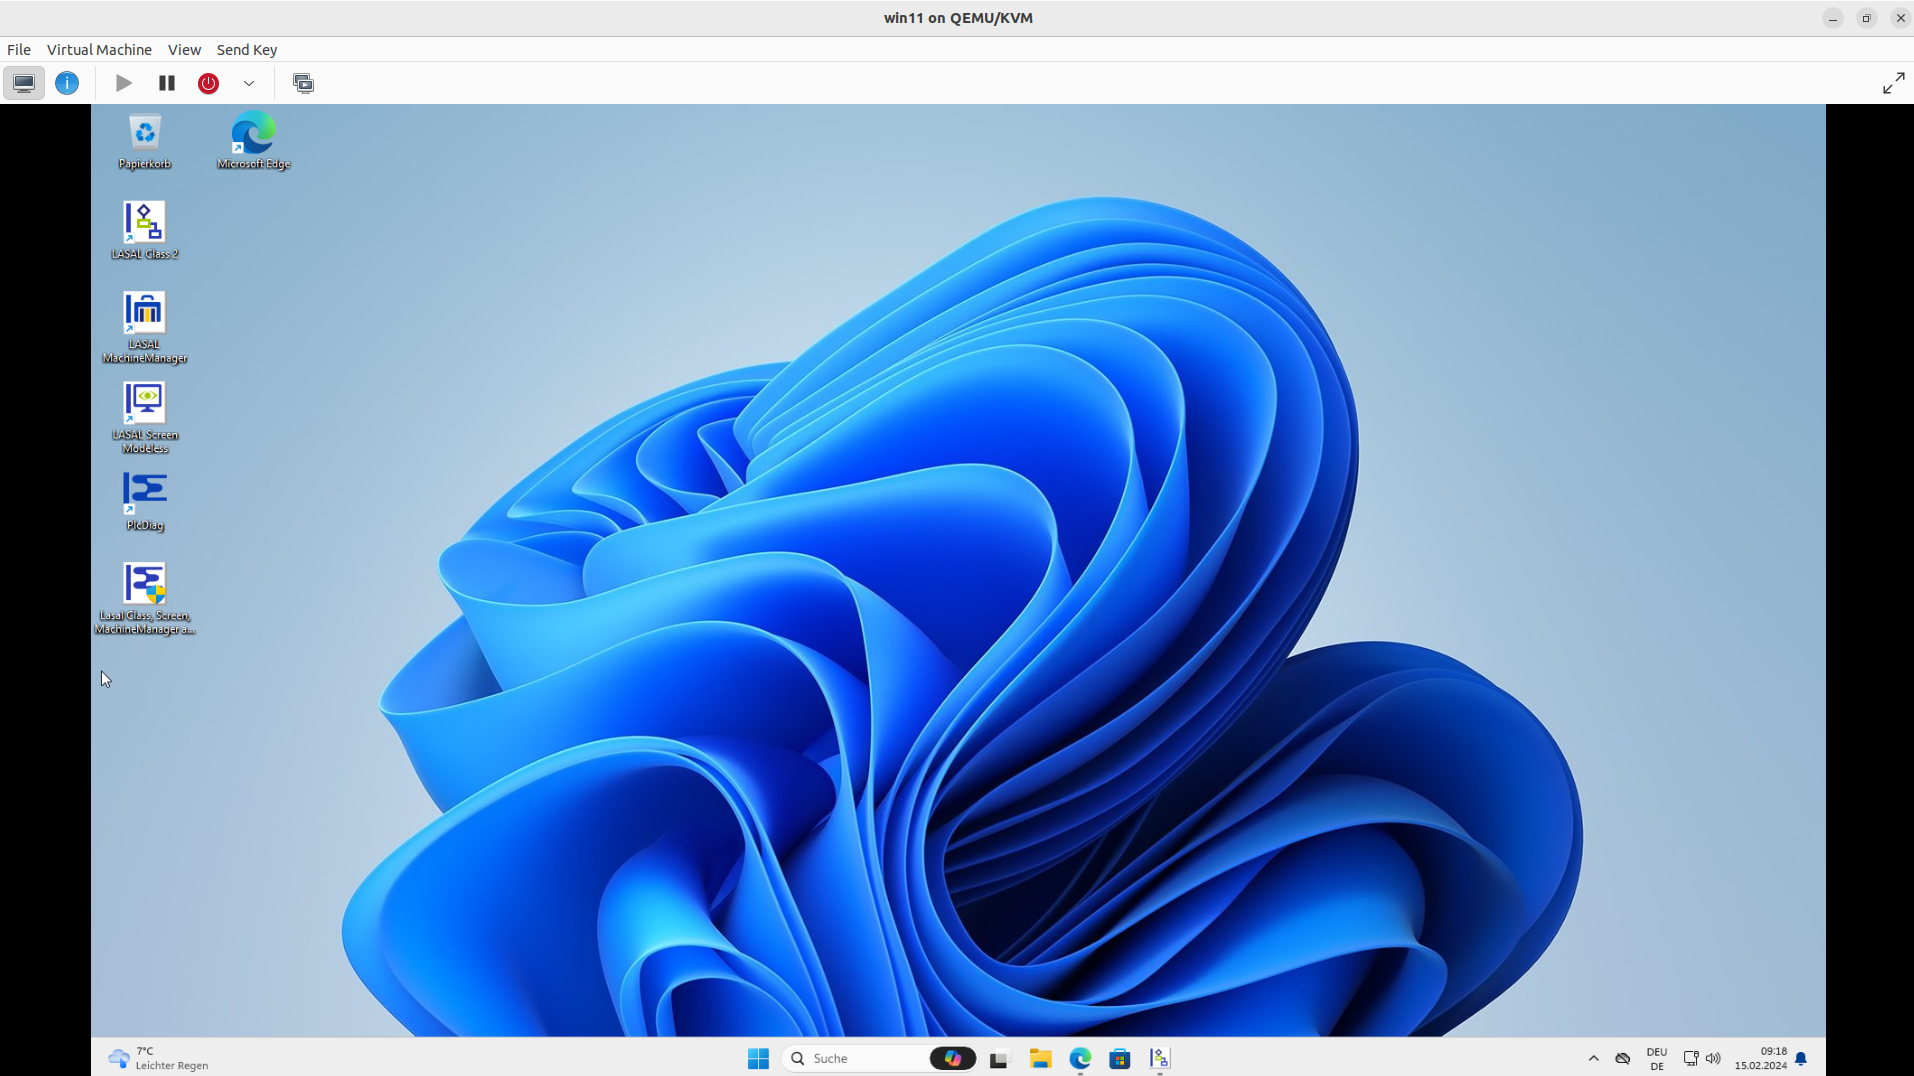 win11 on QEMU/KVM
File Virtual Machine View Send Key
Papierkorb
Microsoft Edge
LASAL Class 2
LASAL
MachineManager
LASAL Screen
Modeless
PlcDiag
Lasal Class, Screen,
MachineManager a...
7°C
Leichter Regen
Suche
DEU
DE
09:18
15.02.2024